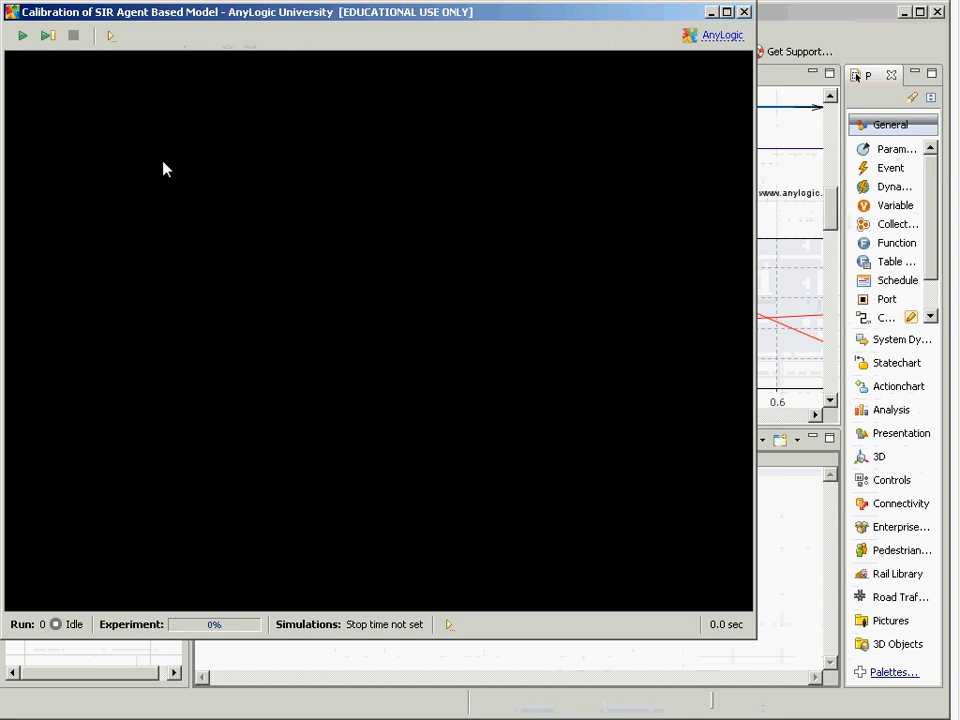 Calibration of SIR Agent Based Model - AnyLogic University [EDUCATIONAL USE ONLY]
AnyLogic
Get Support...
P
General
Param...
Event
Dyna...
Variable
Collect...
Function
Table ...
Schedule
Port
C...
System Dy...
Statechart
Actionchart
Analysis
Presentation
3D
Controls
Connectivity
Enterprise...
Pedestrian...
Rail Library
Road Traf...
Pictures
3D Objects
Palettes...
www.anylogic.
0.6
Run: 0 Idle Experiment: 0% Simulations: Stop time not set 0.0 sec